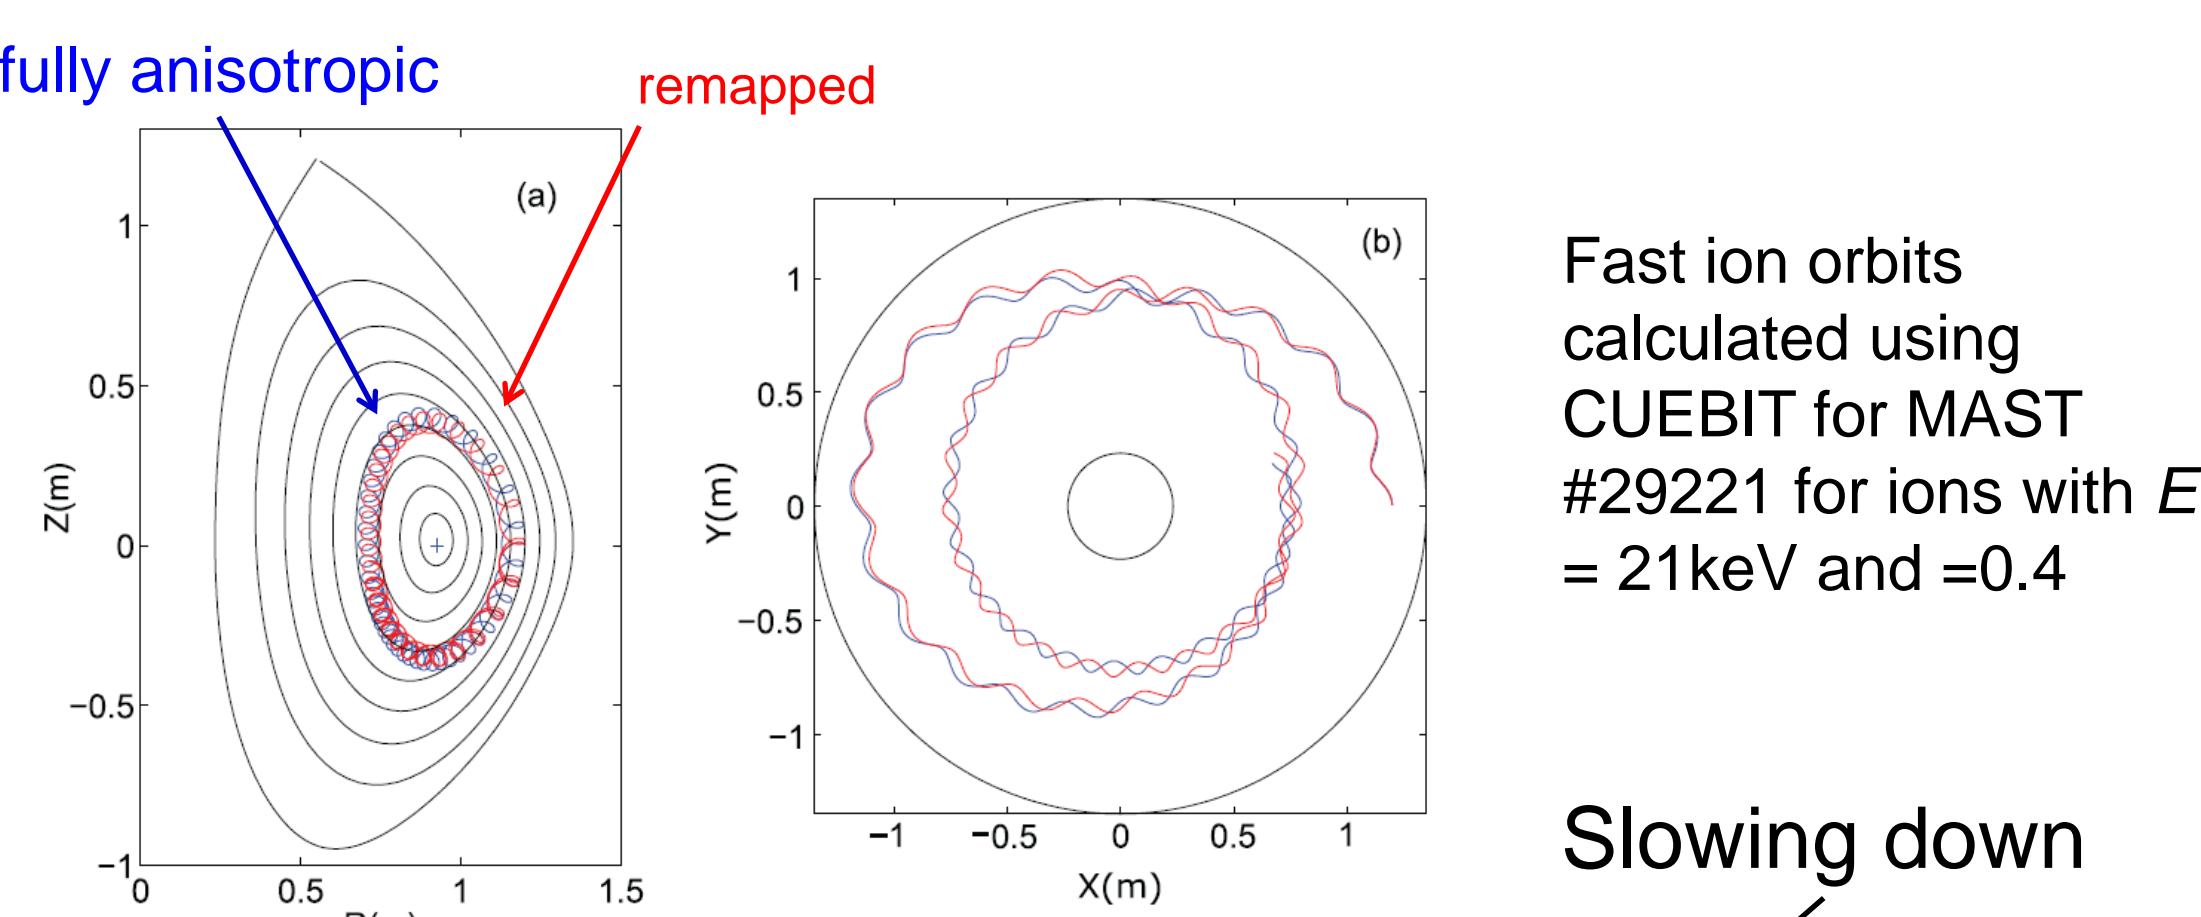 fully anisotropic
remapped
(a)
1
0.5
0
−0.5
−1
Z(m)
0
0.5
1
1.5
(b)
1
0.5
0
−0.5
−1
Y(m)
−1
−0.5
0
0.5
1
X(m)
Fast ion orbits
calculated using
CUEBIT for MAST
#29221 for ions with E
= 21keV and =0.4
Slowing down